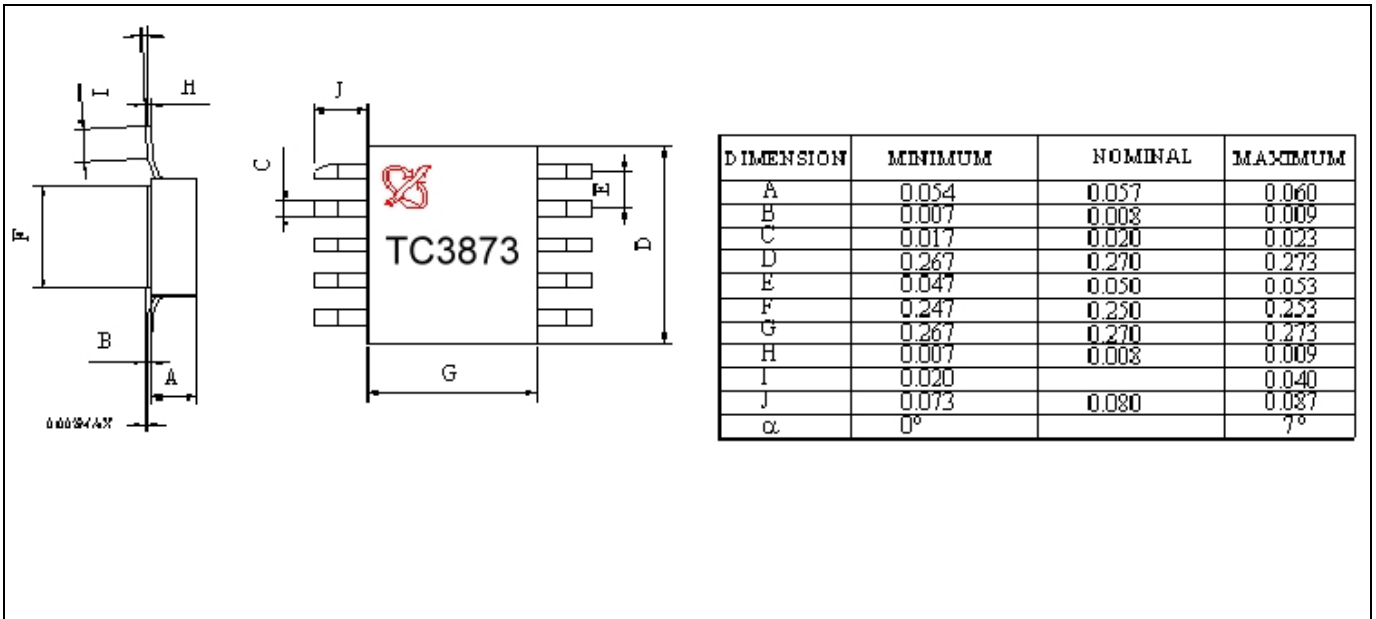 I
H
J
C
E
D
F
TC3873
B
A
G
DIMENSION MINIMUM NOMINAL MAXIMUM
A 0.054 0.057 0.060
B 0.007 0.008 0.009
C 0.017 0.020 0.023
D 0.267 0.270 0.273
E 0.047 0.050 0.053
F 0.247 0.250 0.253
G 0.267 0.270 0.273
H 0.007 0.008 0.009
I 0.020 0.040
J 0.073 0.080 0.087
α 0° 7°